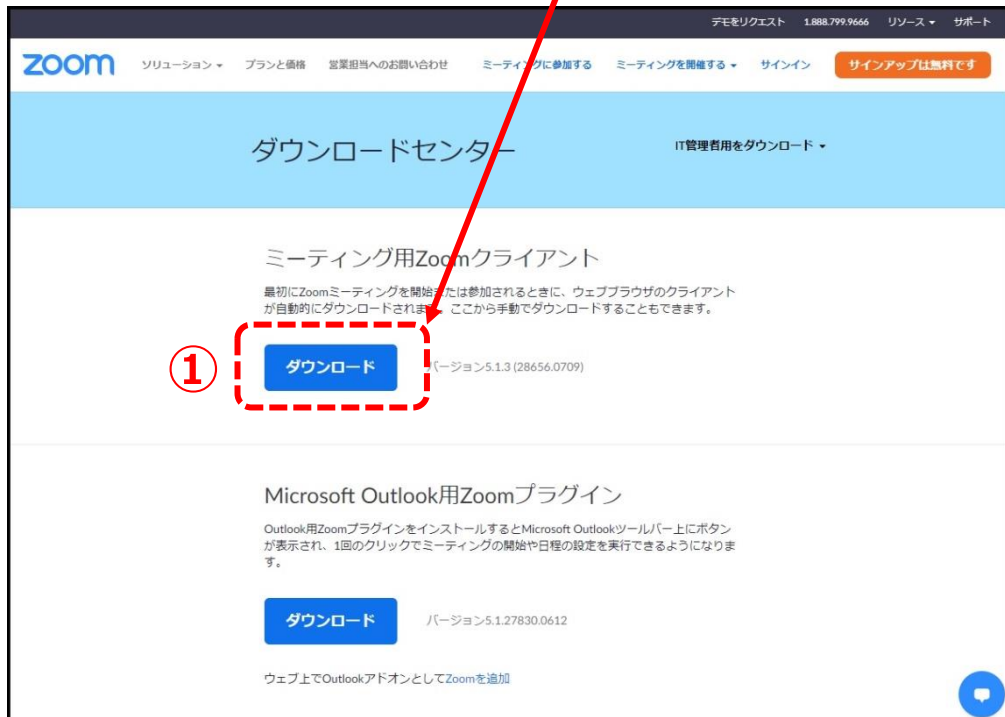 デモをリクエスト 1.888.799.9666 リソース サポート
zoom ソリューション プランと価格 営業担当へのお問い合わせ ミーティングに参加する ミーティングを開催する サインイン サインアップは無料です
ダウンロードセンター IT管理者用をダウンロード
ミーティング用Zoomクライアント
最初にZoomミーティングを開始または参加されるときに、ウェブブラウザのクライアント
が自動的にダウンロードされます。ここから手動でダウンロードすることもできます。
① ダウンロード バージョン5.1.3 (28656.0709)
Microsoft Outlook用Zoomプラグイン
Outlook用ZoomプラグインをインストールするとMicrosoft Outlookツールバー上にボタン
が表示され、1回のクリックでミーティングの開始や日程の設定を実行できるようになりま
す。
ダウンロード バージョン5.1.27830.0612
ウェブ上でOutlookアドオンとしてZoomを追加